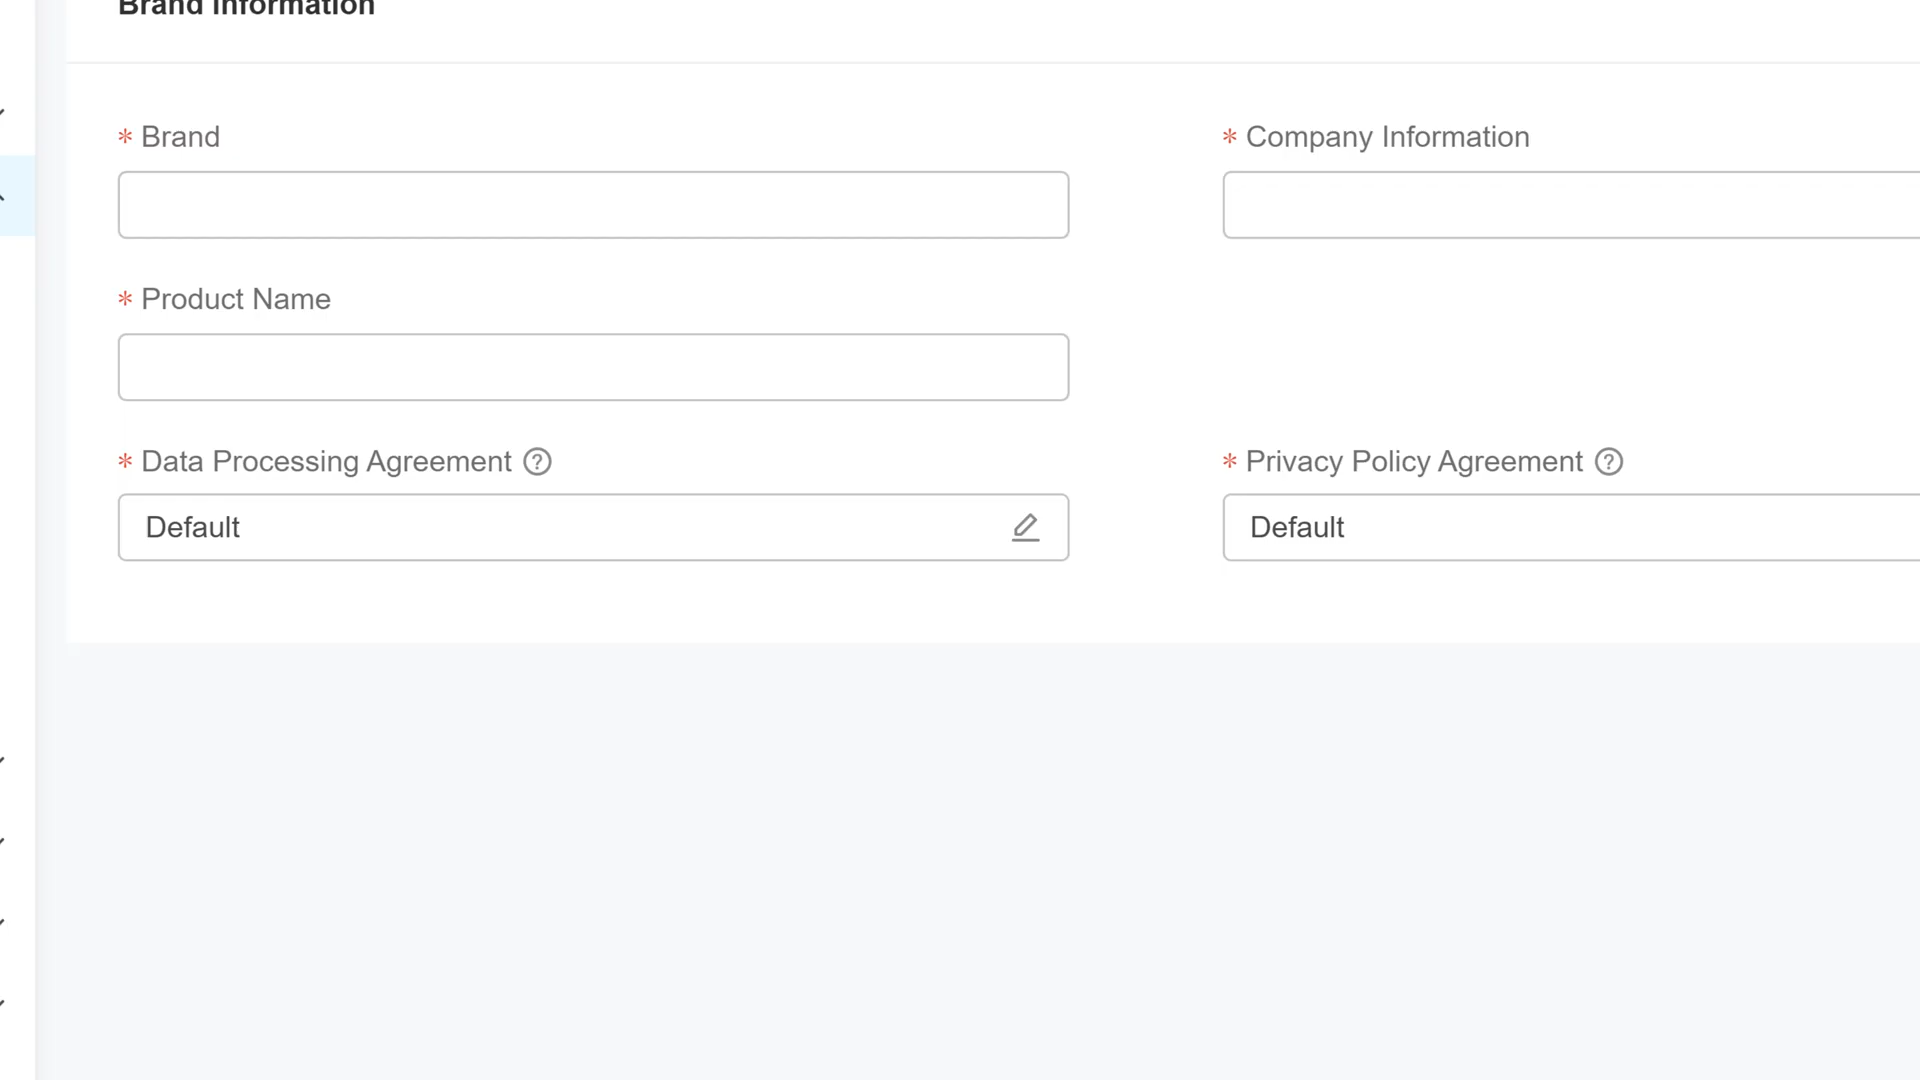 Brand Information
* Brand
* Company Information
* Product Name
* Data Processing Agreement ?
* Privacy Policy Agreement ?
Default
Default